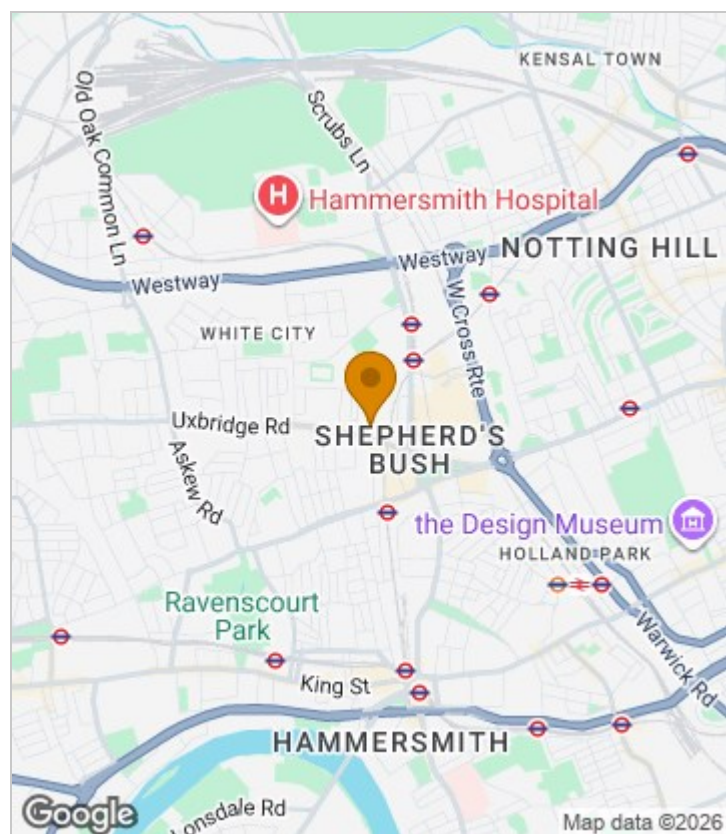 KENSAL TOWN
Old Oak Common Ln
Scrubs Ln
H
Hammersmith Hospital
Westway
NOTTING HILL
Westway
W Cross Rte
WHITE CITY
Uxbridge Rd
SHEPHERD'S
BUSH
Askew Rd
the Design Museum
HOLLAND PARK
Ravenscourt
Park
Warwick Rd
King St
HAMMERSMITH
Lonsdale Rd
Google
Map data ©2026